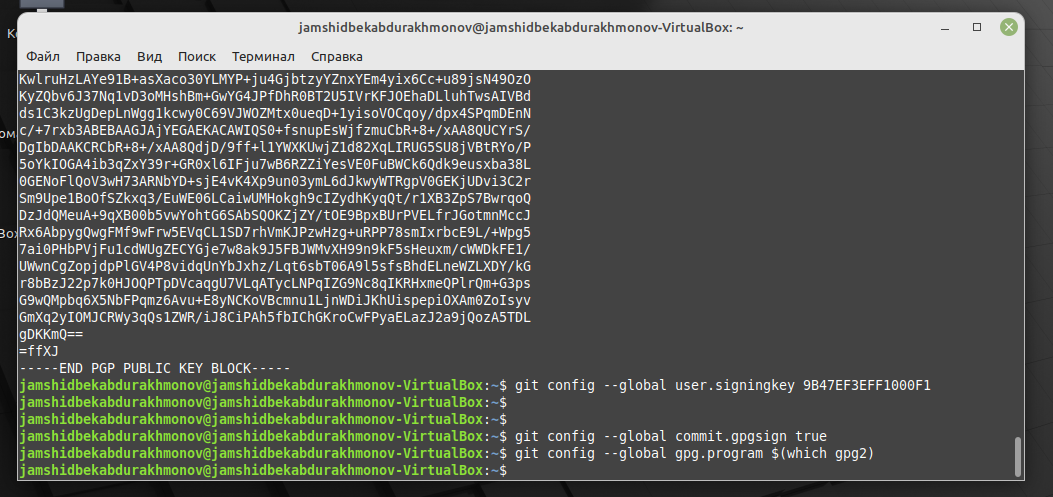 jamshidbekabdurakhmonov@jamshidbekabdurakhmonov-VirtualBox: ~
Файл Правка Вид Поиск Терминал Справка
KwlruHzLAYe91B+asXaco30YLMYP+ju4GjbtzyYZnxYEm4yix6Cc+u89jsN49OzO
KyZQbv6J37Nq1vD3oMHshBm+GwYG4JPfDhR0BT2U5IVrKFJOEhaDLluhTwsAIVBd
ds1C3kzUgDepLnWgg1kcwy0C69VJWOZMtx0ueqD+1yisoVOCqoy/dpx4SPqmDEnN
c/+7rxb3ABEBAAGJAjYEGAEKACAWIQS0+fsnupEsWjfzmuCbR+8+/xAA8QUCYrS/
DgIbDAAKCRCbR+8+/xAA8QdjD/9ff+l1YWXKUwjZ1d82XqLIRUG5SU8jVBtRYo/P
5oYkIOGA4ib3qZxY39r+GR0xl6IFju7wB6RZZiYesVE0FuBWCk6Qdk9eusxba38L
0GENoFlQoV3wH73ARNbYD+sjE4vK4Xp9un03ymL6dJkwyWTRgpV0GEKjUDvi3C2r
Sm9Upe1BoOfSZkxq3/EuWE06LCaiwUMHokgh9cIZydhKyqQt/r1XB3ZpS7BwrqoQ
DzJdQMeuA+9qXB00b5vwYohtG6SAbSQOKZjZY/tOE9BpxBUrPVELfrJGotmnMccJ
Rx6AbpygQwgFMf9wFrw5EVqCL1SD7rhVmKJPzwHzg+uRPP78smIxrbcE9L/+Wpg5
7ai0PHbPVjFu1cdWUgZECYGje7w8ak9J5FBJWMvXH99n9kF5sHeuxm/cWWDkFE1/
UWwnCgZopjdpPlGV4P8vidqUnYbJxhz/Lqt6sbT06A9l5sfsBhdELneWZLXDY/kG
r8bBzJ22p7k0HJOQPTpDVcaqgU7VLqATycLNPqIZG9Nc8qIKRHxmeQPlrQm+G3ps
G9wQMpbq6X5NbFPqmz6Avu+E8yNCKoVBcmnu1LjnWDiJKhUispepiOXAm0ZoIsyv
GmXq2yIOMJCRWy3qQs1ZWR/iJ8CiPAh5fbIChGKroCwFPyaELazJ2a9jQozA5TDL
gDKKmQ==
=ffXJ
-----END PGP PUBLIC KEY BLOCK-----
jamshidbekabdurakhmonov@jamshidbekabdurakhmonov-VirtualBox:~$ git config --global user.signingkey 9B47EF3EFF1000F1
jamshidbekabdurakhmonov@jamshidbekabdurakhmonov-VirtualBox:~$
jamshidbekabdurakhmonov@jamshidbekabdurakhmonov-VirtualBox:~$
jamshidbekabdurakhmonov@jamshidbekabdurakhmonov-VirtualBox:~$ git config --global commit.gpgsign true
jamshidbekabdurakhmonov@jamshidbekabdurakhmonov-VirtualBox:~$ git config --global gpg.program $(which gpg2)
jamshidbekabdurakhmonov@jamshidbekabdurakhmonov-VirtualBox:~$